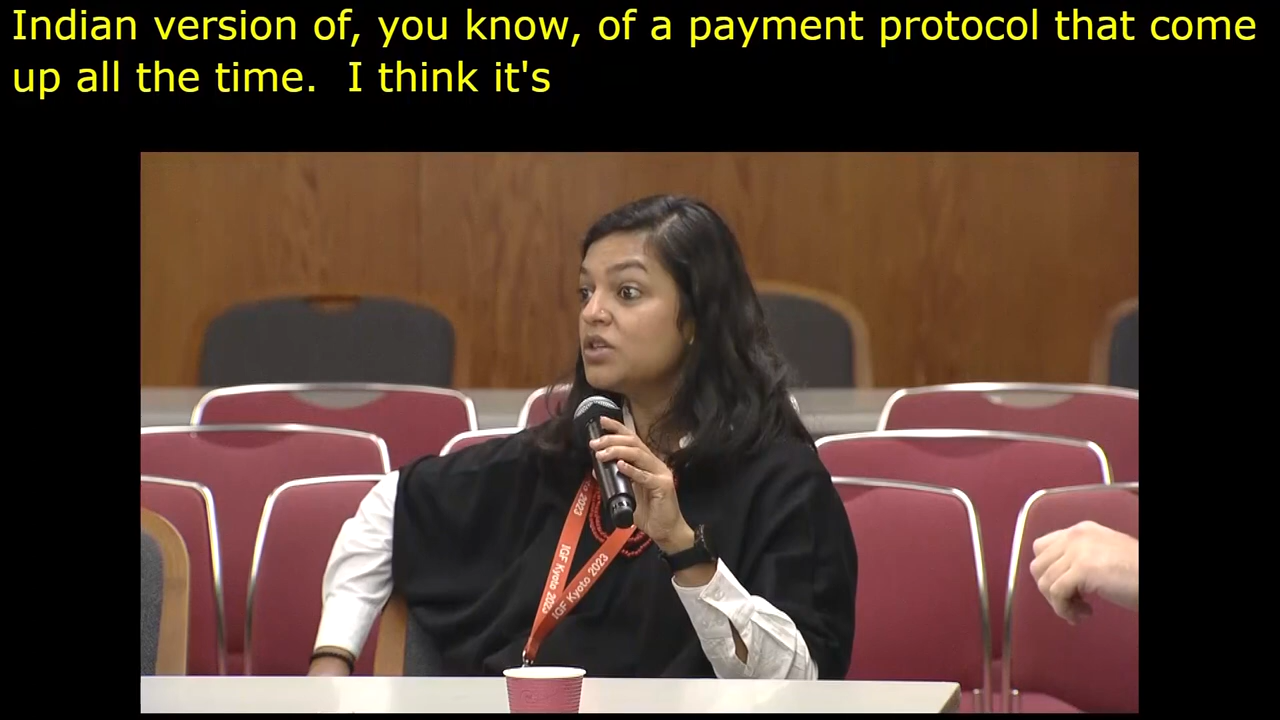 Indian version of, you know, of a payment protocol that come
up all the time.  I think it's
IGF Kyoto 2023
IGF Kyoto 2023